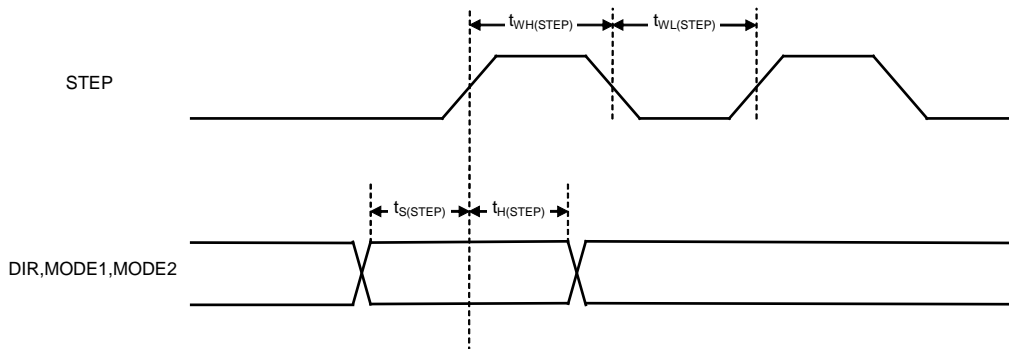 tWH(STEP) tWL(STEP)
STEP
tS(STEP) tH(STEP)
DIR,MODE1,MODE2